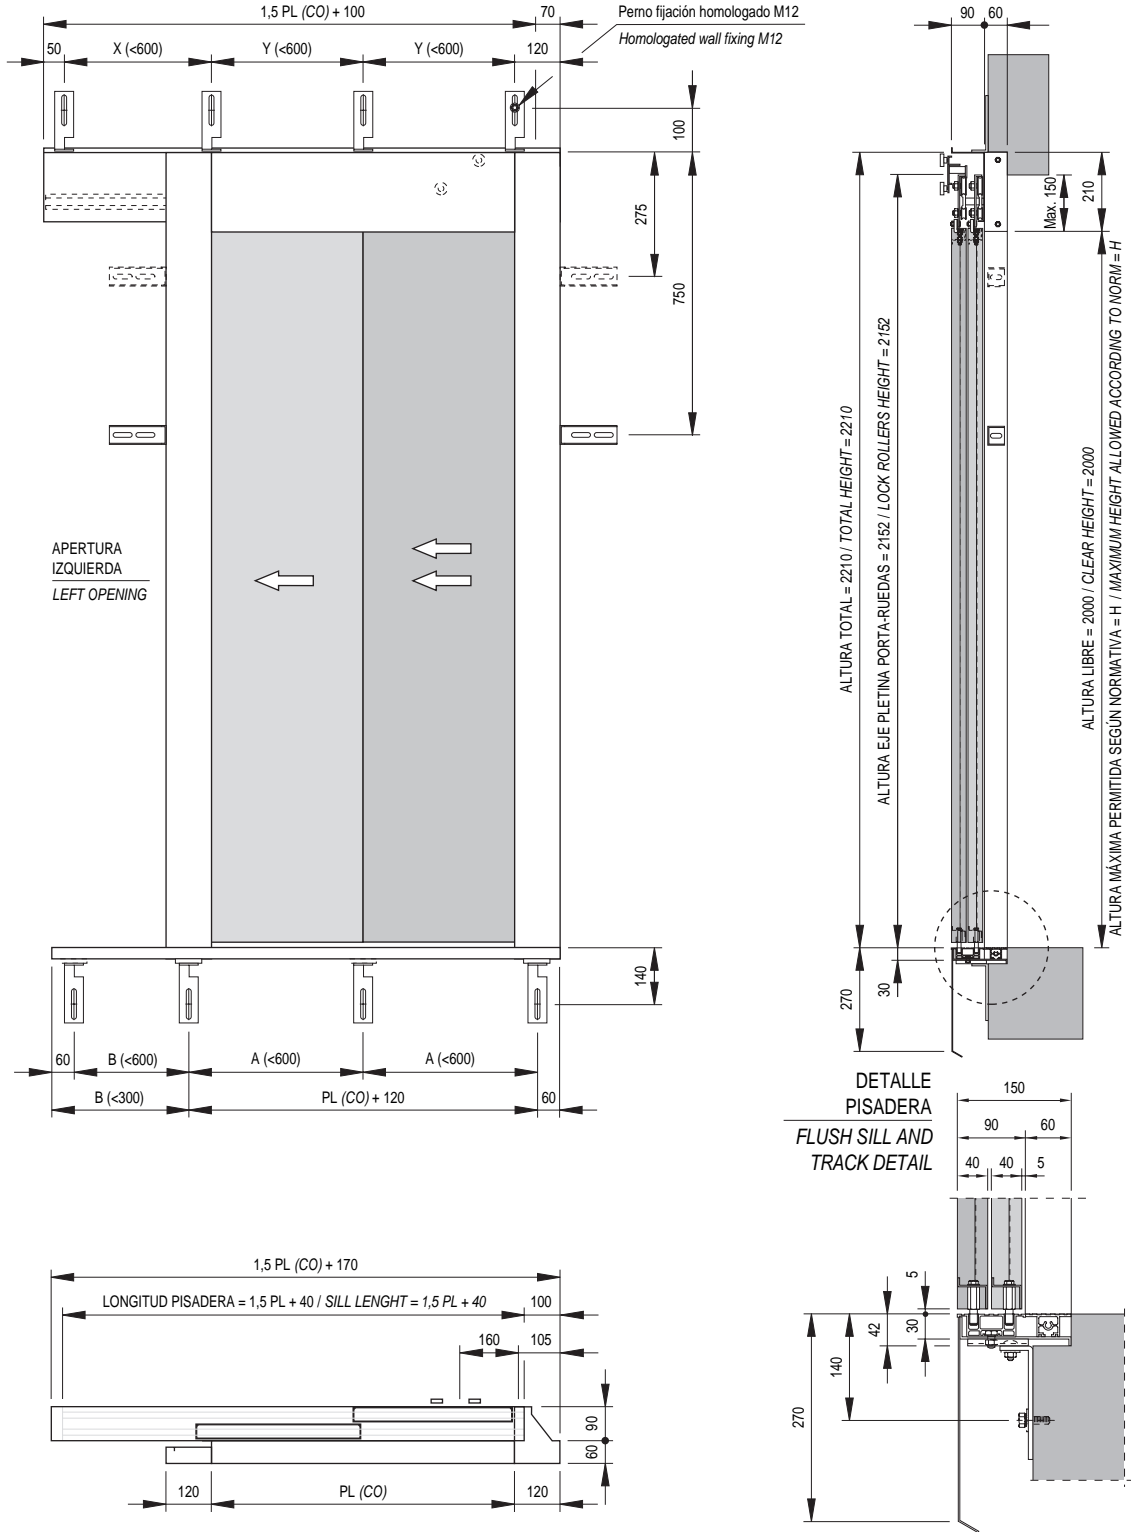 1,5 PL (CO) + 100
70
Perno fijación homologado M12
Homologated wall fixing M12
50
X (<600)
Y (<600)
Y (<600)
120
90
60
100
275
750
Max. 150
210
APERTURA
IZQUIERDA
LEFT OPENING
ALTURA TOTAL = 2210 / TOTAL HEIGHT = 2210
ALTURA EJE PLETINA PORTA-RUEDAS = 2152 / LOCK ROLLERS HEIGHT = 2152
ALTURA LIBRE = 2000 / CLEAR HEIGHT = 2000
ALTURA MÁXIMA PERMITIDA SEGÚN NORMATIVA = H / MAXIMUM HEIGHT ALLOWED ACCORDING TO NORM = H
140
270
30
60
B (<600)
A (<600)
A (<600)
B (<300)
PL (CO) + 120
60
DETALLE
PISADERA
FLUSH SILL AND
TRACK DETAIL
150
90
60
40
40
5
1,5 PL (CO) + 170
LONGITUD PISADERA = 1,5 PL + 40 / SILL LENGHT = 1,5 PL + 40
100
160
105
90
60
120
PL (CO)
120
5
42
30
140
270